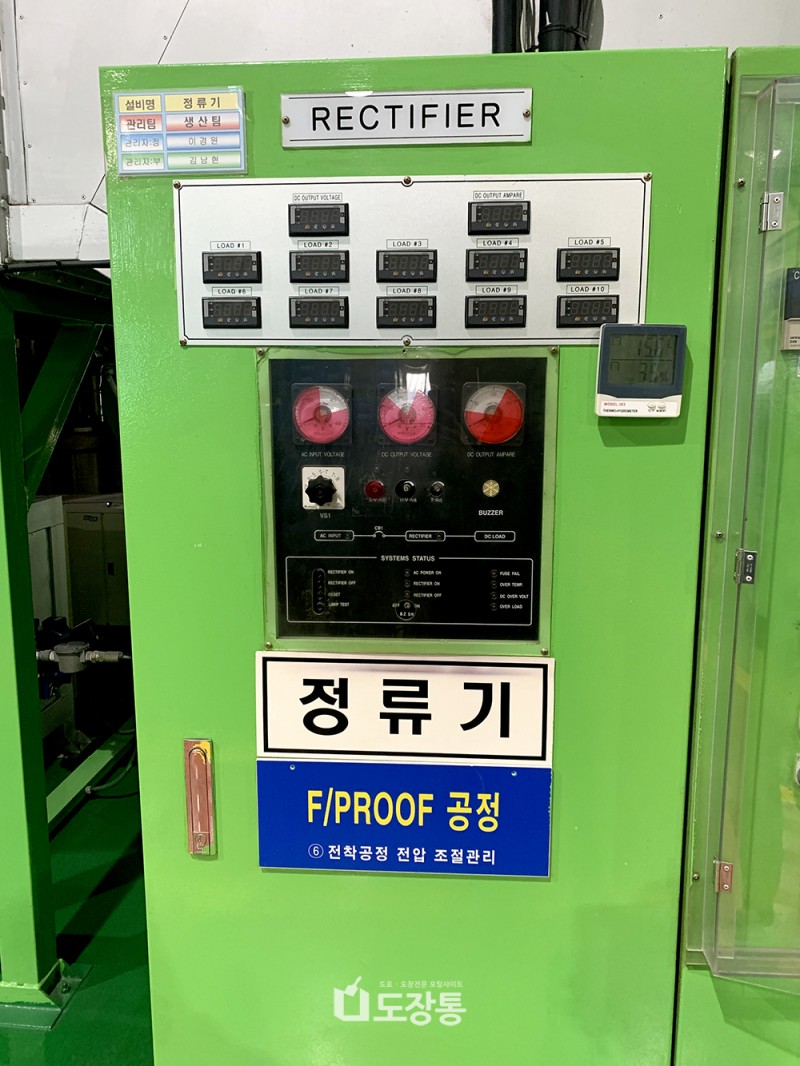 설비명 정류기
관리팀 생산팀
관리자:정 이경원
관리자:부 김남현
RECTIFIER
DC OUTPUT VOLTAGE DC OUTPUT AMPARE
LOAD #1 LOAD #2 LOAD #3 LOAD #4 LOAD #5
LOAD #6 LOAD #7 LOAD #8 LOAD #9 LOAD #10
THERMO-HYGROMETER
AC INPUT VOLTAGE DC OUTPUT VOLTAGE DC OUTPUT AMPARE
VS1 BUZZER
CB1
AC INPUT RECTIFIER DC LOAD
SYSTEMS STATUS
RECTIFIER ON AC POWER ON FUSE FAIL
RECTIFIER OFF RECTIFIER ON OVER TEMP.
RESET RECTIFIER OFF DC OVER VOLT
LAMP TEST OFF ON OVER LOAD
정류기
F/PROOF 공정
⑥ 전착공정 전압 조절관리
도료·도장전문 포털사이트
도장통